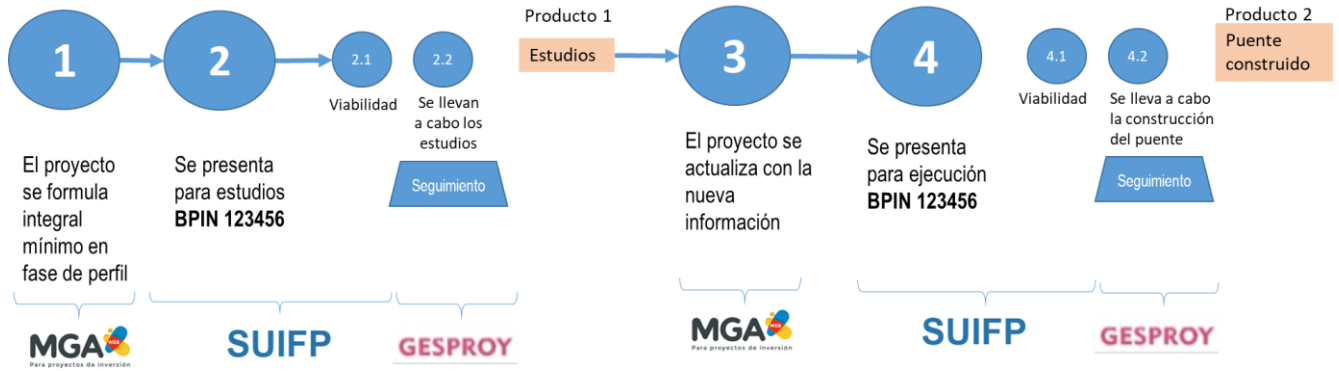 1
El proyecto
se formula
integral
mínimo en
fase de perfil
MGA WEB
Para proyectos de inversión
2
Se presenta
para estudios
BPIN 123456
SUIFP
2.1
Viabilidad
2.2
Se llevan
a cabo los
estudios
Seguimiento
GESPROY
Producto 1
Estudios
3
El proyecto se
actualiza con la
nueva
información
MGA WEB
Para proyectos de inversión
4
Se presenta
para ejecución
BPIN 123456
SUIFP
4.1
Viabilidad
4.2
Se lleva a cabo
la construcción
del puente
Seguimiento
GESPROY
Producto 2
Puente
construido